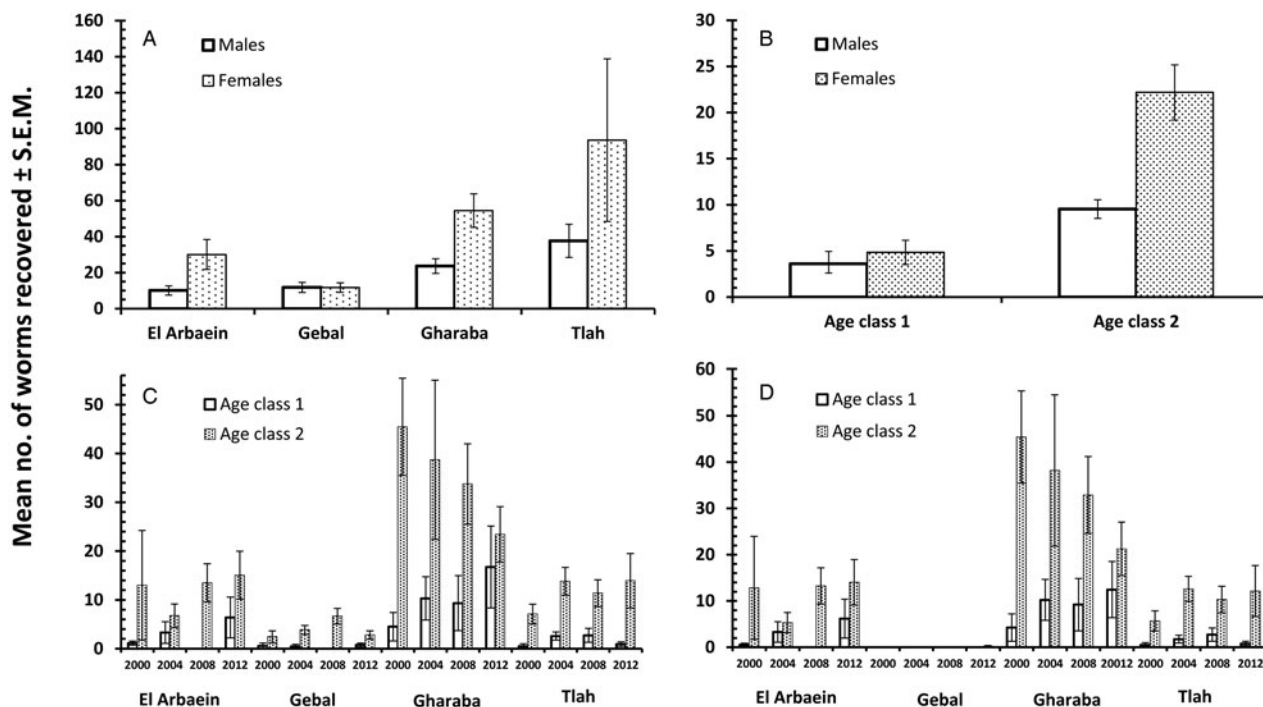 Mean no. of worms recovered ± S.E.M.
A
Males
Females
160
140
120
100
80
60
40
20
0
El Arbaein Gebal Gharaba Tlah
B
Males
Females
30
25
20
15
10
5
0
Age class 1 Age class 2
C
Age class 1
Age class 2
50
40
30
20
10
0
2000 2004 2008 2012 2000 2004 2008 2012 2000 2004 2008 2012 2000 2004 2008 2012
El Arbaein Gebal Gharaba Tlah
D
Age class 1
Age class 2
60
50
40
30
20
10
0
2000 2004 2008 2012 2000 2004 2008 2012 2000 2004 2008 20012 2000 2004 2008 2012
El Arbaein Gebal Gharaba Tlah